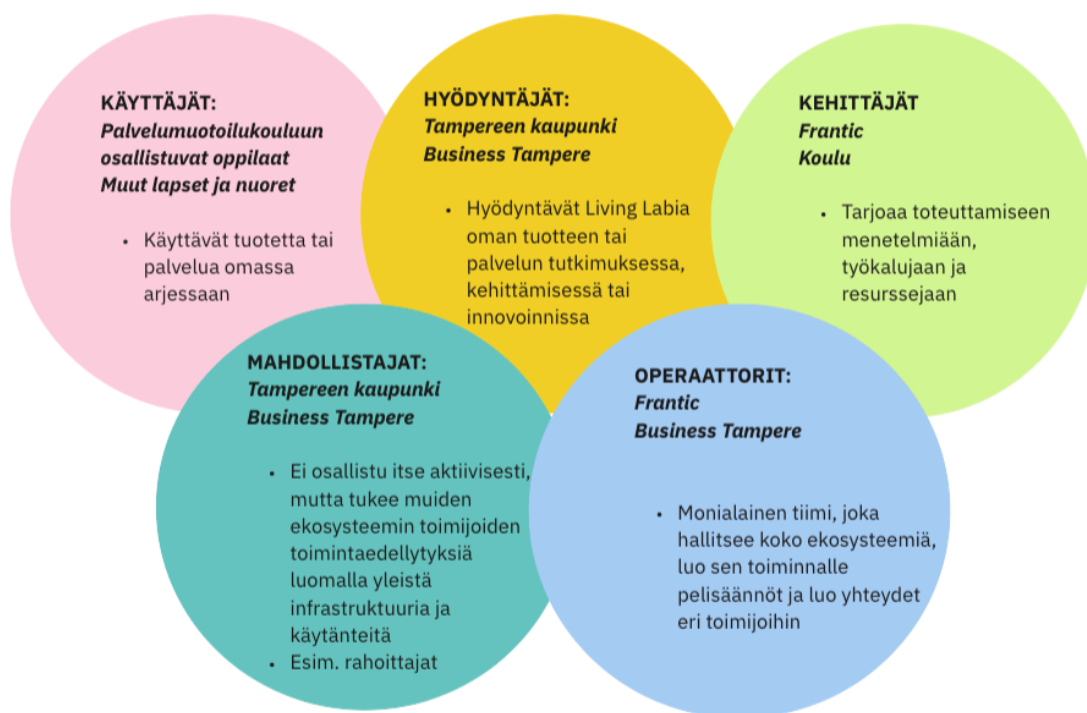 KÄYTTÄJÄT:
Palvelumuotoilukouluun
osallistuvat oppilaat
Muut lapset ja nuoret
• Käyttävät tuotetta tai
palvelua omassa
arjessaan
HYÖDYNTÄJÄT:
Tampereen kaupunki
Business Tampere
• Hyödyntävät Living Labia
oman tuotteen tai
palvelun tutkimuksessa,
kehittämisessä tai
innovoinnissa
KEHITTÄJÄT
Frantic
Koulu
• Tarjoaa toteuttamiseen
menetelmiään,
työkalujaan ja
resurssejaan
MAHDOLLISTAJAT:
Tampereen kaupunki
Business Tampere
• Ei osallistu itse aktiivisesti,
mutta tukee muiden
ekosysteemin toimijoiden
toimintaedellytyksiä
luomalla yleistä
infrastruktuuria ja
käytänteitä
• Esim. rahoittajat
OPERAATTORIT:
Frantic
Business Tampere
• Monialainen tiimi, joka
hallitsee koko ekosysteemiä,
luo sen toiminnalle
pelisäännöt ja luo yhteydet
eri toimijoihin